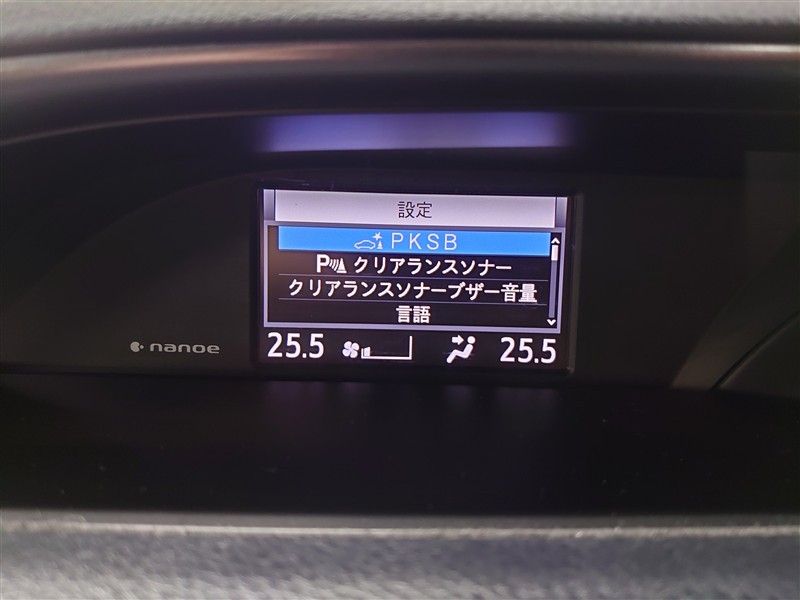 設定
PKSB
P クリアランスソナー
クリアランスソナーブザー音量
言語
25.5 25.5
nanoe